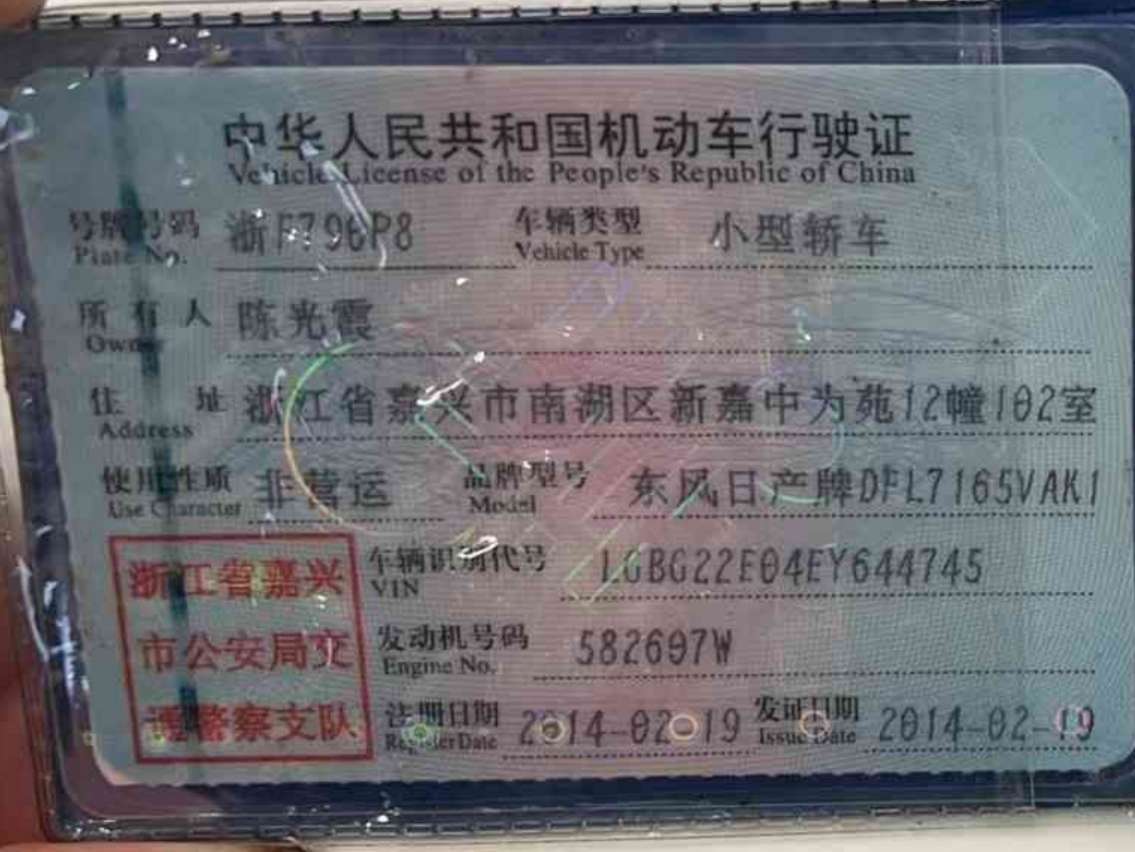 中华人民共和国机动车行驶证
Vehicle License of the People's Republic of China
号牌号码 浙F796P8 车辆类型 小型轿车
Plate No. Vehicle Type
所有人 陈光霞
Owner
住址 浙江省嘉兴市南湖区新嘉中为苑12幢102室
Address
使用性质 非营运 品牌型号 东风日产牌DFL7165VAK1
Use Character Model
车辆识别代号 LGBG22E04EY644745
VIN
发动机号码 582607W
Engine No.
注册日期 2014-02-19 发证日期 2014-02-19
Register Date Issue Date
浙江省嘉兴
市公安局交
通警察支队